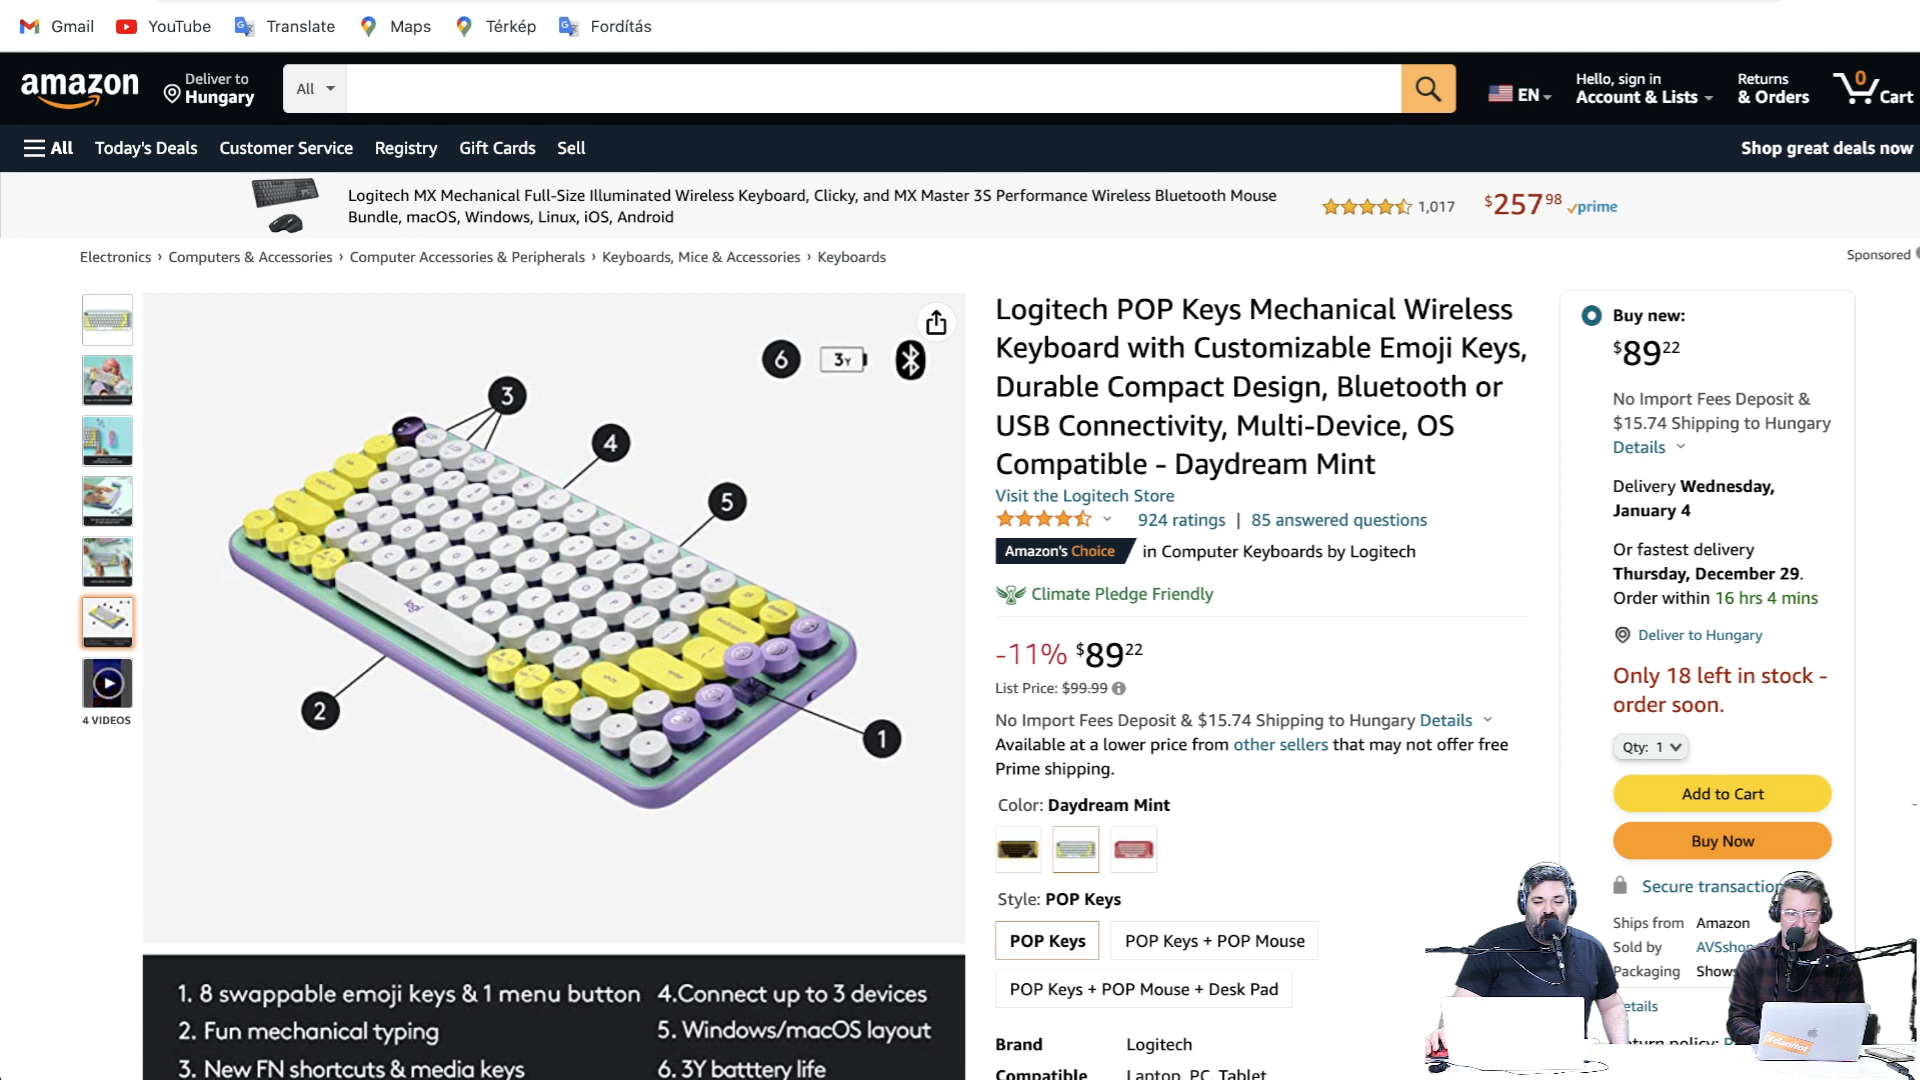 Gmail
YouTube
Translate
Maps
Térkép
Fordítás
amazon
Deliver to
Hungary
All
EN
Hello, sign in
Account & Lists
Returns
& Orders
0
Cart
All
Today's Deals
Customer Service
Registry
Gift Cards
Sell
Shop great deals now
Logitech MX Mechanical Full-Size Illuminated Wireless Keyboard, Clicky, and MX Master 3S Performance Wireless Bluetooth Mouse
Bundle, macOS, Windows, Linux, iOS, Android
1,017
$257 98
prime
Sponsored
Electronics › Computers & Accessories › Computer Accessories & Peripherals › Keyboards, Mice & Accessories › Keyboards
4 VIDEOS
6
3Y
3
4
5
2
1
logi
1. 8 swappable emoji keys & 1 menu button
2. Fun mechanical typing
3. New FN shortcuts & media keys
4.Connect up to 3 devices
5. Windows/macOS layout
6. 3Y batttery life
Logitech POP Keys Mechanical Wireless
Keyboard with Customizable Emoji Keys,
Durable Compact Design, Bluetooth or
USB Connectivity, Multi-Device, OS
Compatible - Daydream Mint
Visit the Logitech Store
924 ratings | 85 answered questions
Amazon's Choice in Computer Keyboards by Logitech
Climate Pledge Friendly
-11% $89 22
List Price: $99.99
No Import Fees Deposit & $15.74 Shipping to Hungary Details
Available at a lower price from other sellers that may not offer free
Prime shipping.
Color: Daydream Mint
Style: POP Keys
POP Keys
POP Keys + POP Mouse
POP Keys + POP Mouse + Desk Pad
Brand Logitech
Compatible Laptop, PC, Tablet
Buy new:
$89 22
No Import Fees Deposit &
$15.74 Shipping to Hungary
Details
Delivery Wednesday,
January 4
Or fastest delivery
Thursday, December 29.
Order within 16 hrs 4 mins
Deliver to Hungary
Only 18 left in stock -
order soon.
Qty: 1
Add to Cart
Buy Now
Secure transaction
Ships from Amazon
Sold by AVSshop
Packaging Shows
etails